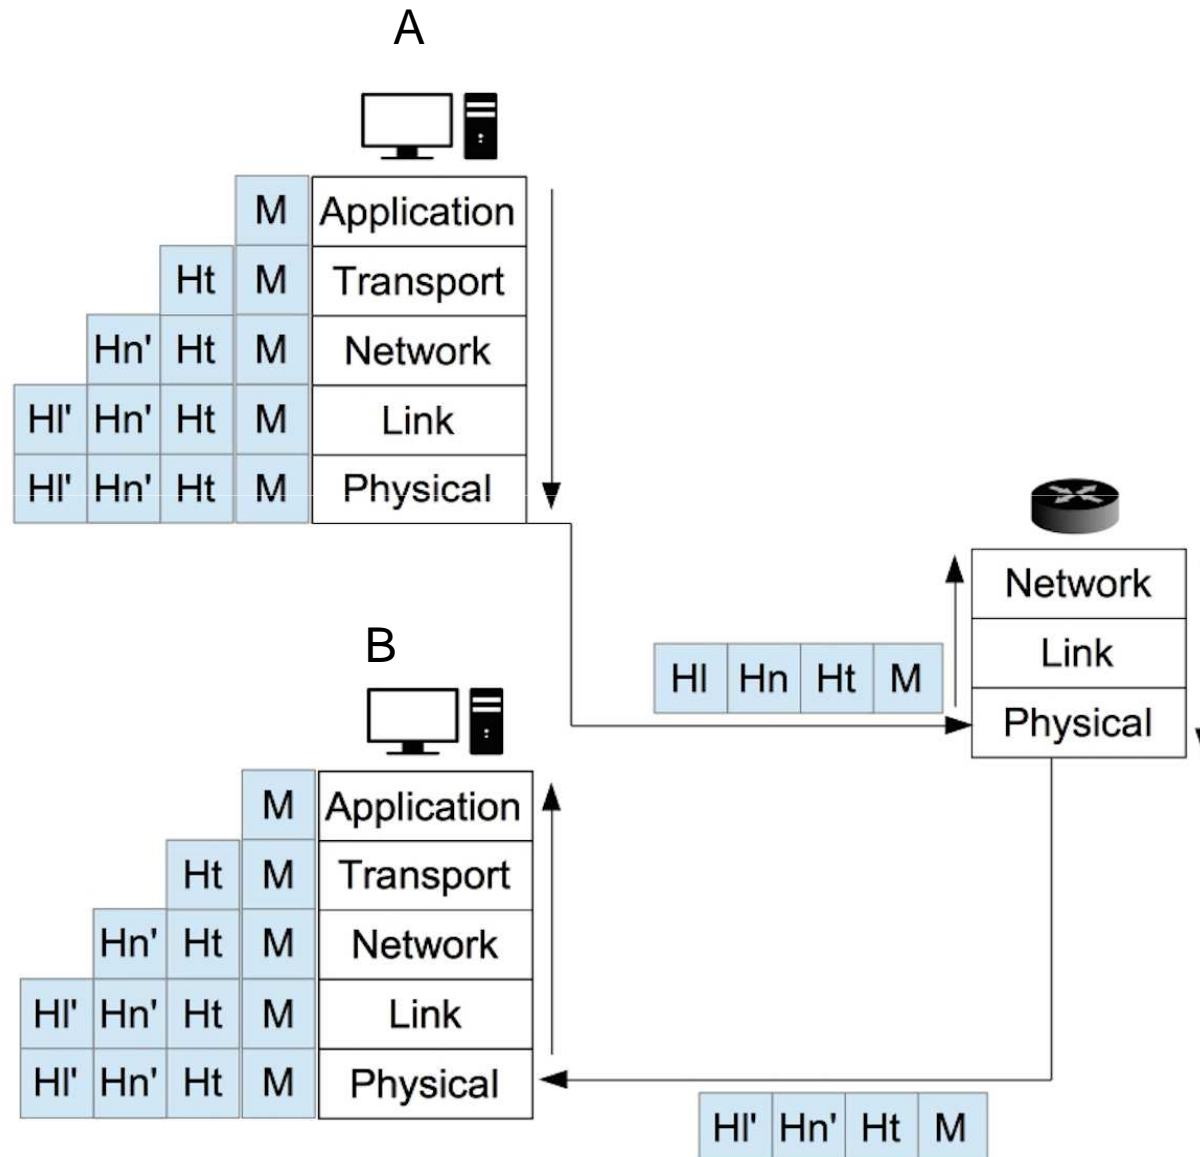 A
M Application
Ht M Transport
Hn' Ht M Network
Hl' Hn' Ht M Link
Hl' Hn' Ht M Physical
Network
Link
Hl Hn Ht M
Physical
B
M Application
Ht M Transport
Hn' Ht M Network
Hl' Hn' Ht M Link
Hl' Hn' Ht M Physical
Hl' Hn' Ht M